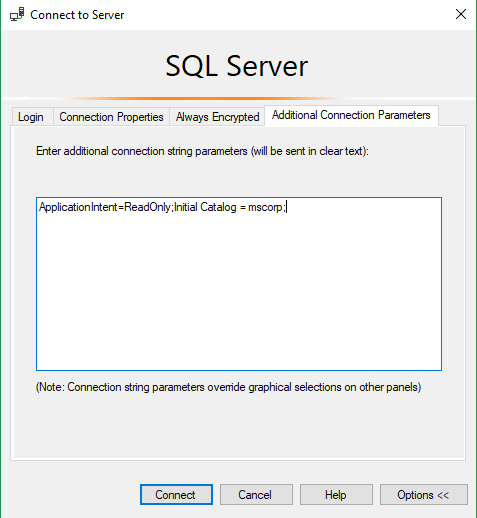 Connect to Server
SQL Server
Login Connection Properties Always Encrypted Additional Connection Parameters
Enter additional connection string parameters (will be sent in clear text):
ApplicationIntent=ReadOnly;Initial Catalog = mscorp;
(Note: Connection string parameters override graphical selections on other panels)
Connect Cancel Help Options <<